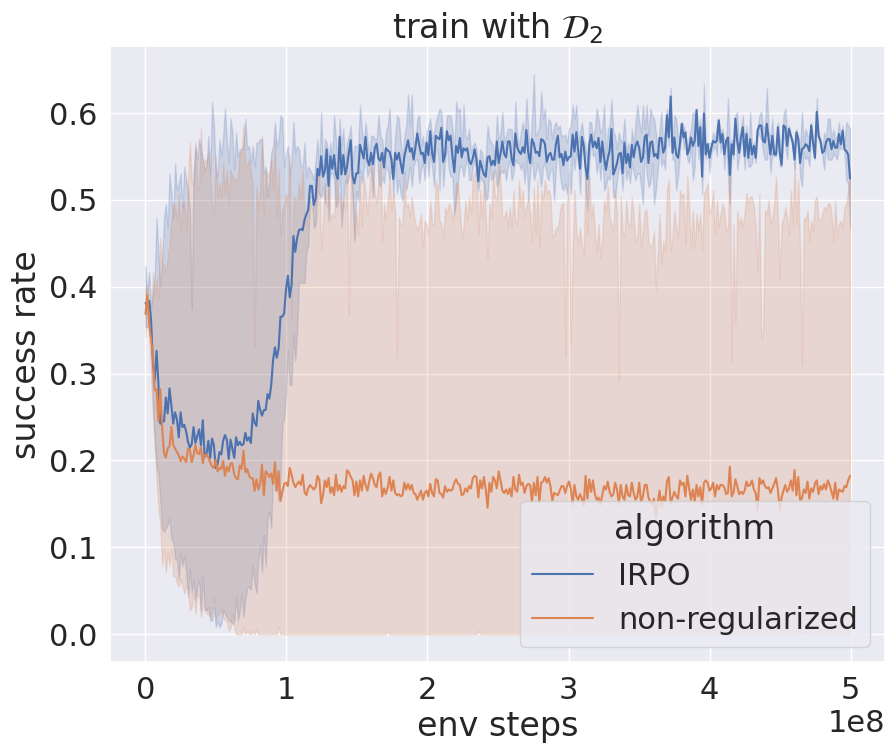 train with 𝒟₂
success rate
0.6
0.5
0.4
0.3
0.2
0.1
0.0
algorithm
IRPO
non-regularized
0 1 2 3 4 5
1e8
env steps